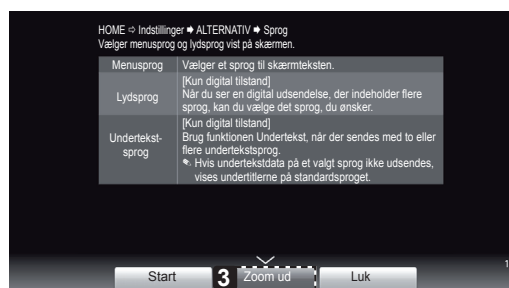 HOME ⇨ Indstillinger ➡ ALTERNATIV ➡ Sprog
Vælger menusprog og lydsprog vist på skærmen.
Menusprog Vælger et sprog til skærmteksten.
Lydsprog
[Kun digital tilstand]
Når du ser en digital udsendelse, der indeholder flere
sprog, kan du vælge det sprog, du ønsker.
Undertekst-
sprog
[Kun digital tilstand]
Brug funktionen Undertekst, når der sendes med to eller
flere undertekstsprog.
Hvis undertekstdata på et valgt sprog ikke udsendes,
vises undertitlerne på standardsproget.
1
Start 3 Zoom ud Luk